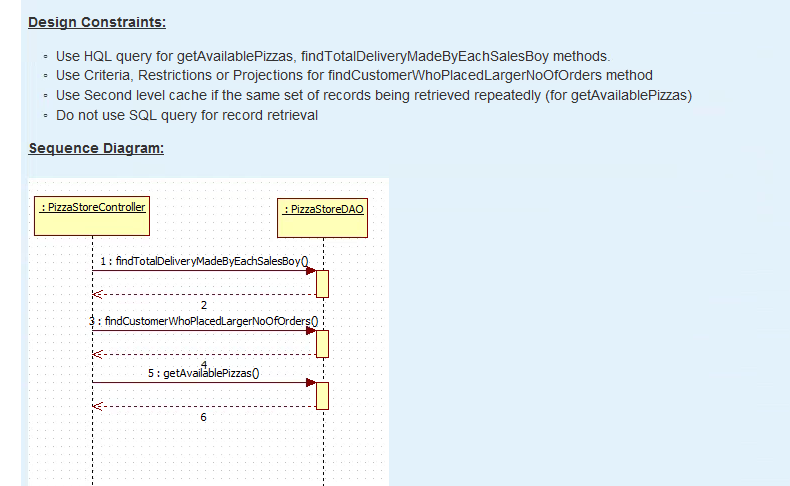 Design Constraints:
Use HQL query for getAvailablePizzas, findTotalDeliveryMadeByEachSalesBoy methods.
Use Criteria, Restrictions or Projections for findCustomerWhoPlacedLargerNoOfOrders method
Use Second level cache if the same set of records being retrieved repeatedly (for getAvailablePizzas)
Do not use SQL query for record retrieval
Sequence Diagram:
: PizzaStoreController
: PizzaStoreDAO
1 : findTotalDeliveryMadeByEachSalesBoy()
2
3 : findCustomerWhoPlacedLargerNoOfOrders()
4
5 : getAvailablePizzas()
6